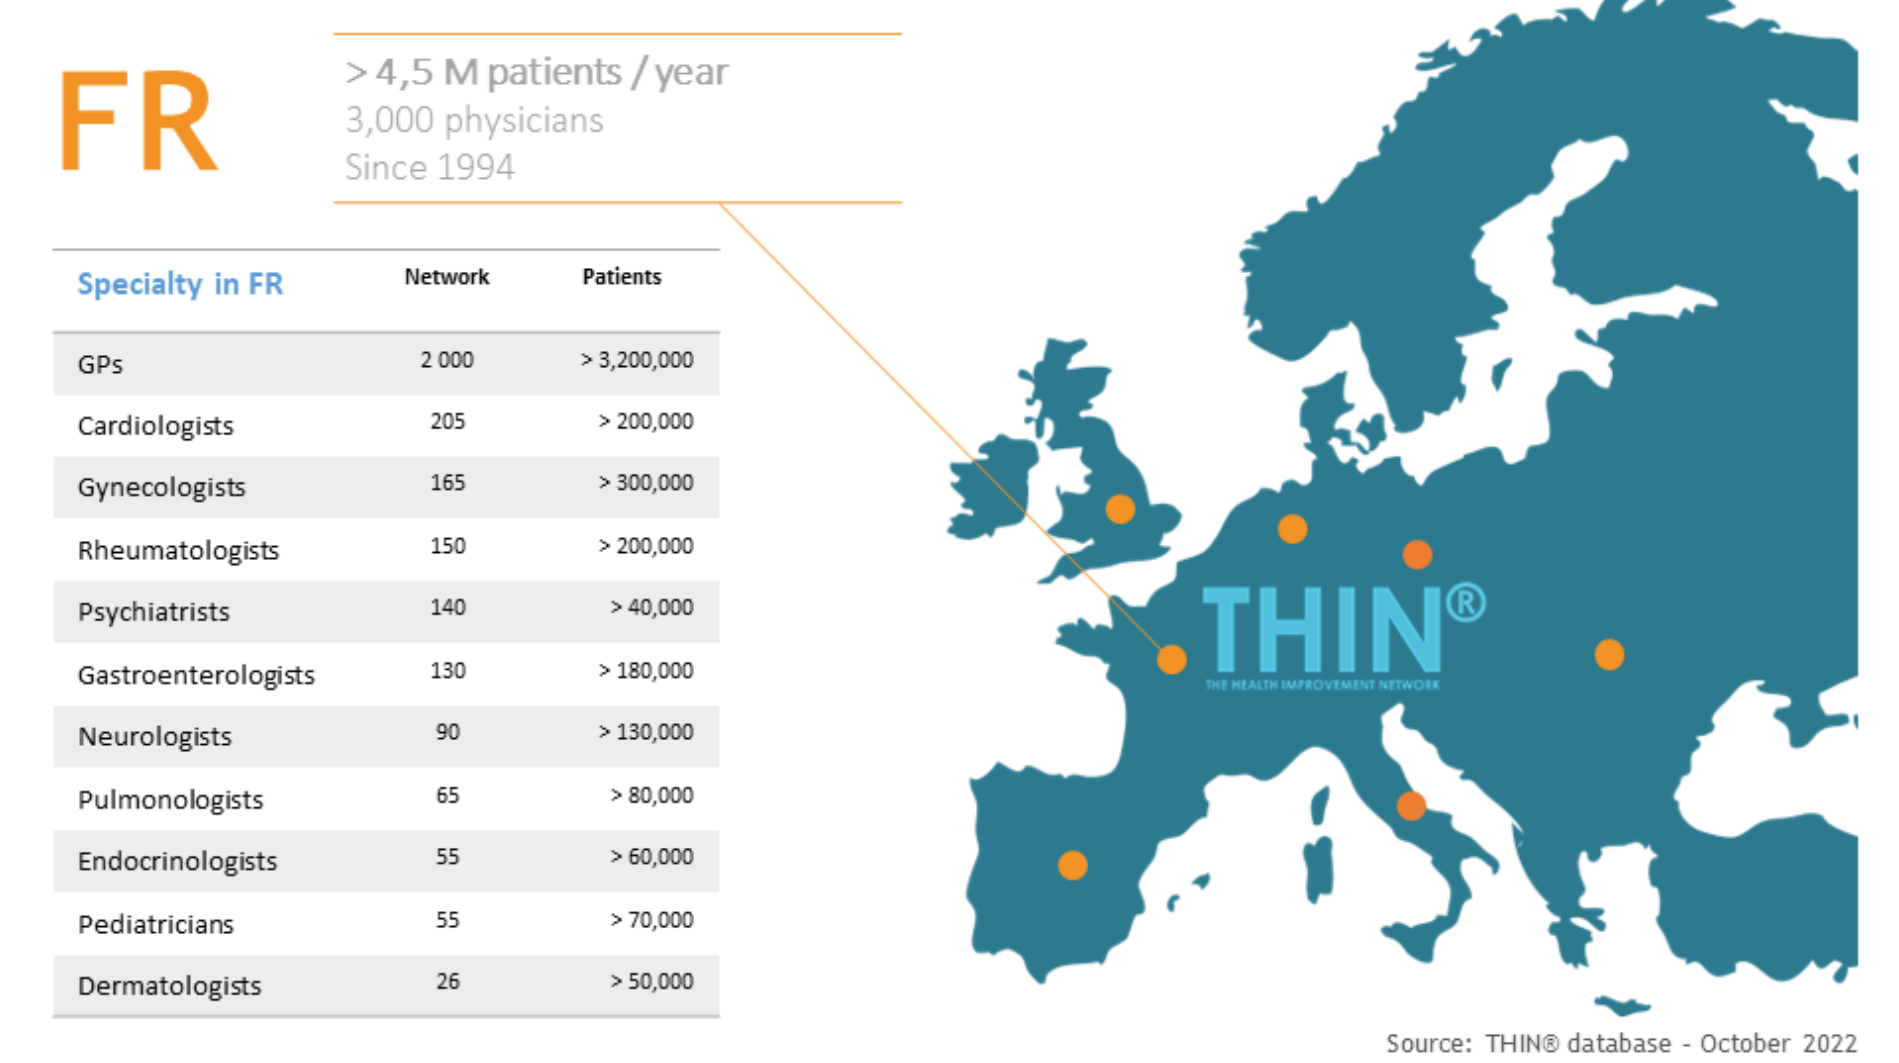 FR
> 4,5 M patients / year
3,000 physicians
Since 1994
Specialty in FR Network Patients
GPs 2 000 > 3,200,000
Cardiologists 205 > 200,000
Gynecologists 165 > 300,000
Rheumatologists 150 > 200,000
Psychiatrists 140 > 40,000
Gastroenterologists 130 > 180,000
Neurologists 90 > 130,000
Pulmonologists 65 > 80,000
Endocrinologists 55 > 60,000
Pediatricians 55 > 70,000
Dermatologists 26 > 50,000
THIN®
THE HEALTH IMPROVEMENT NETWORK
Source: THIN® database - October 2022